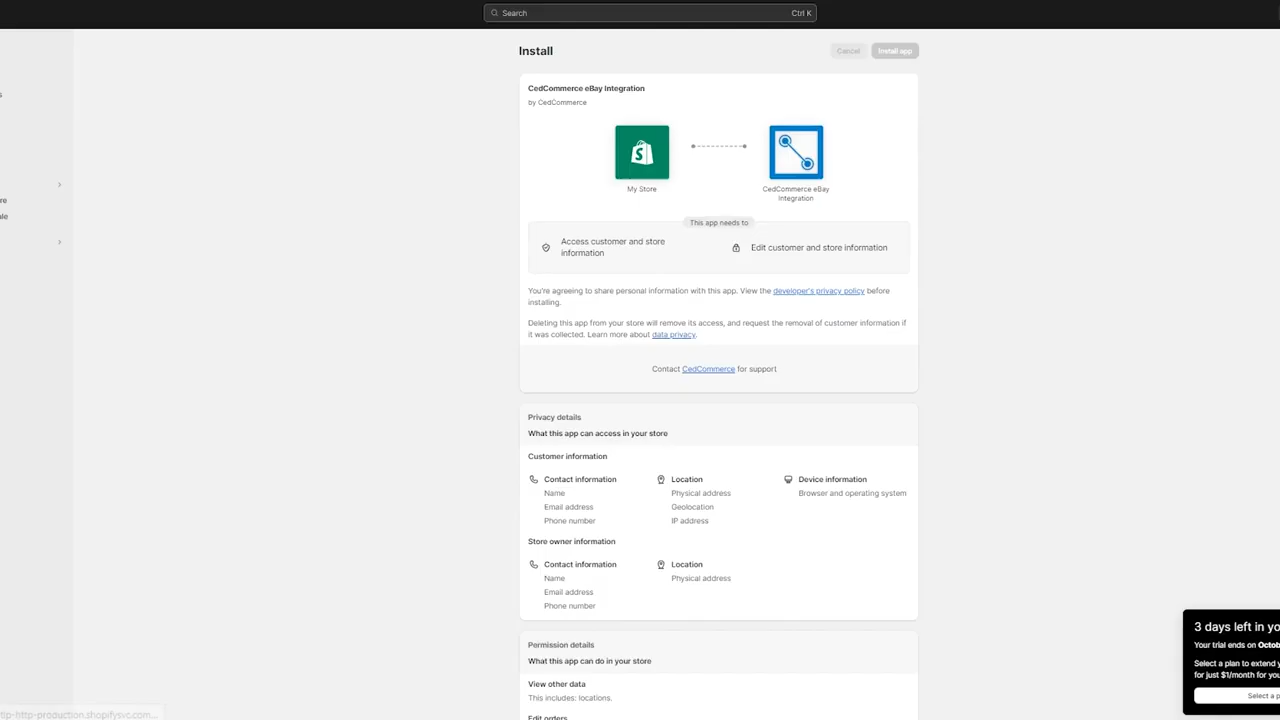 Search
Ctrl K
Install
Cancel
Install app
CedCommerce eBay Integration
by CedCommerce
My Store
CedCommerce eBay
Integration
This app needs to
Access customer and store
information
Edit customer and store information
You're agreeing to share personal information with this app. View the developer's privacy policy before
installing.
Deleting this app from your store will remove its access, and request the removal of customer information if
it was collected. Learn more about data privacy.
Contact CedCommerce for support
Privacy details
What this app can access in your store
Customer information
Contact information
Name
Email address
Phone number
Location
Physical address
Geolocation
IP address
Device information
Browser and operating system
Store owner information
Contact information
Name
Email address
Phone number
Location
Physical address
Permission details
What this app can do in your store
View other data
This includes: locations.
Edit orders
3 days left in yo
Your trial ends on Octob
Select a plan to extend y
for just $1/month for you
Select a p
tlp-http-production.shopifysvc.com...